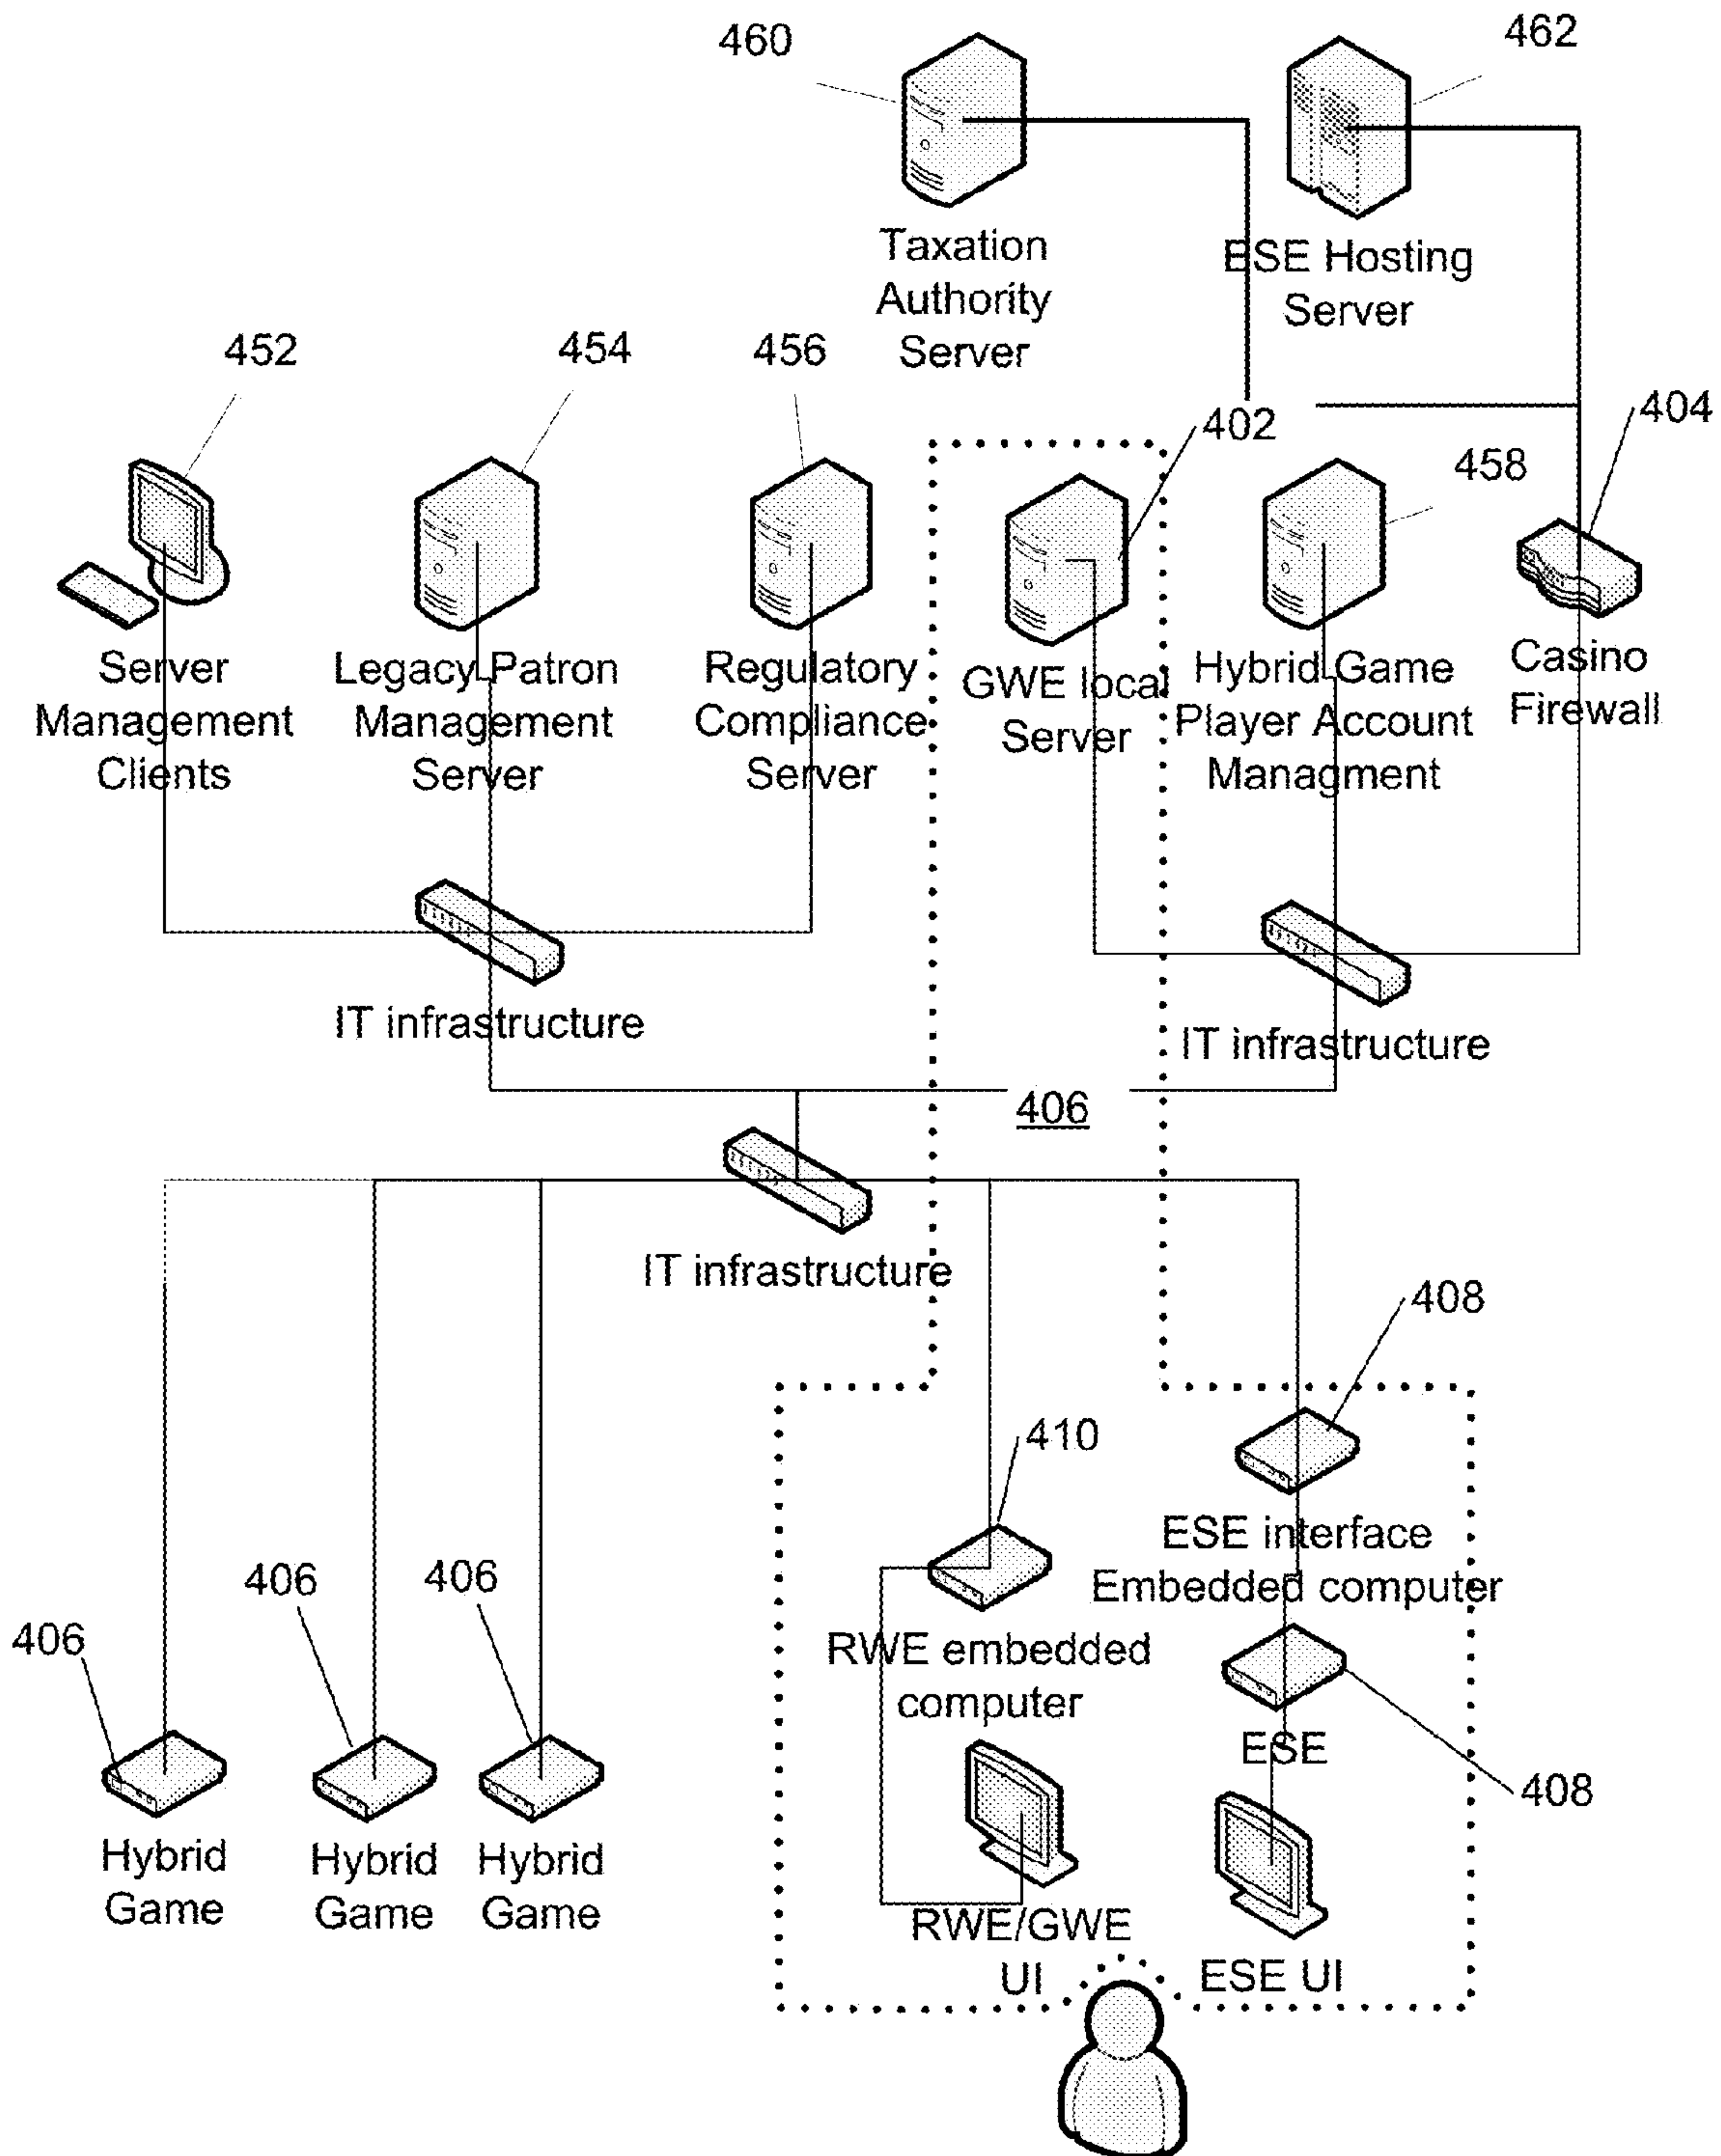 460
462
Taxation
Authority
Server
ESE Hosting
Server
452
454
456
402
404
458
Server
Management
Clients
Legacy Patron
Management
Server
Regulatory
Compliance
Server
GWE local
Server
Hybrid Game
Player Account
Managment
Casino
Firewall
IT infrastructure
IT infrastructure
406
IT infrastructure
408
410
ESE interface
Embedded computer
406
406
406
RWE embedded
computer
ESE
408
Hybrid
Game
Hybrid
Game
Hybrid
Game
RWE/GWE
UI
ESE UI